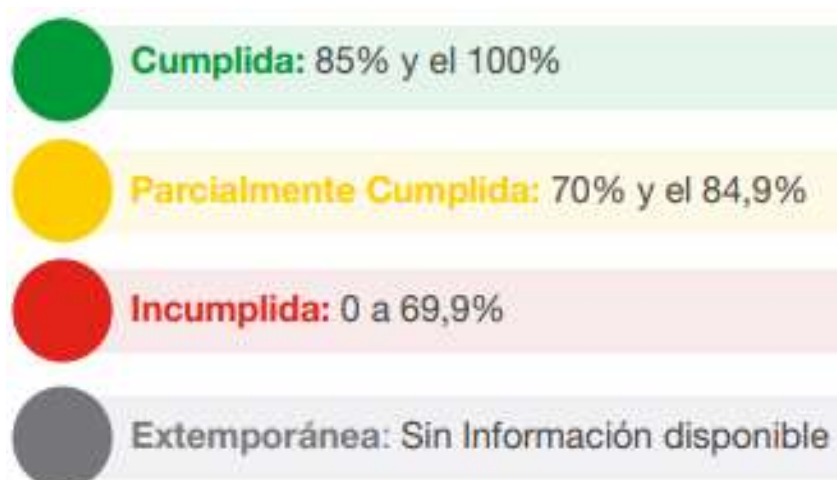 Cumplida: 85% y el 100%
Parcialmente Cumplida: 70% y el 84,9%
Incumplida: 0 a 69,9%
Extemporánea: Sin Información disponible